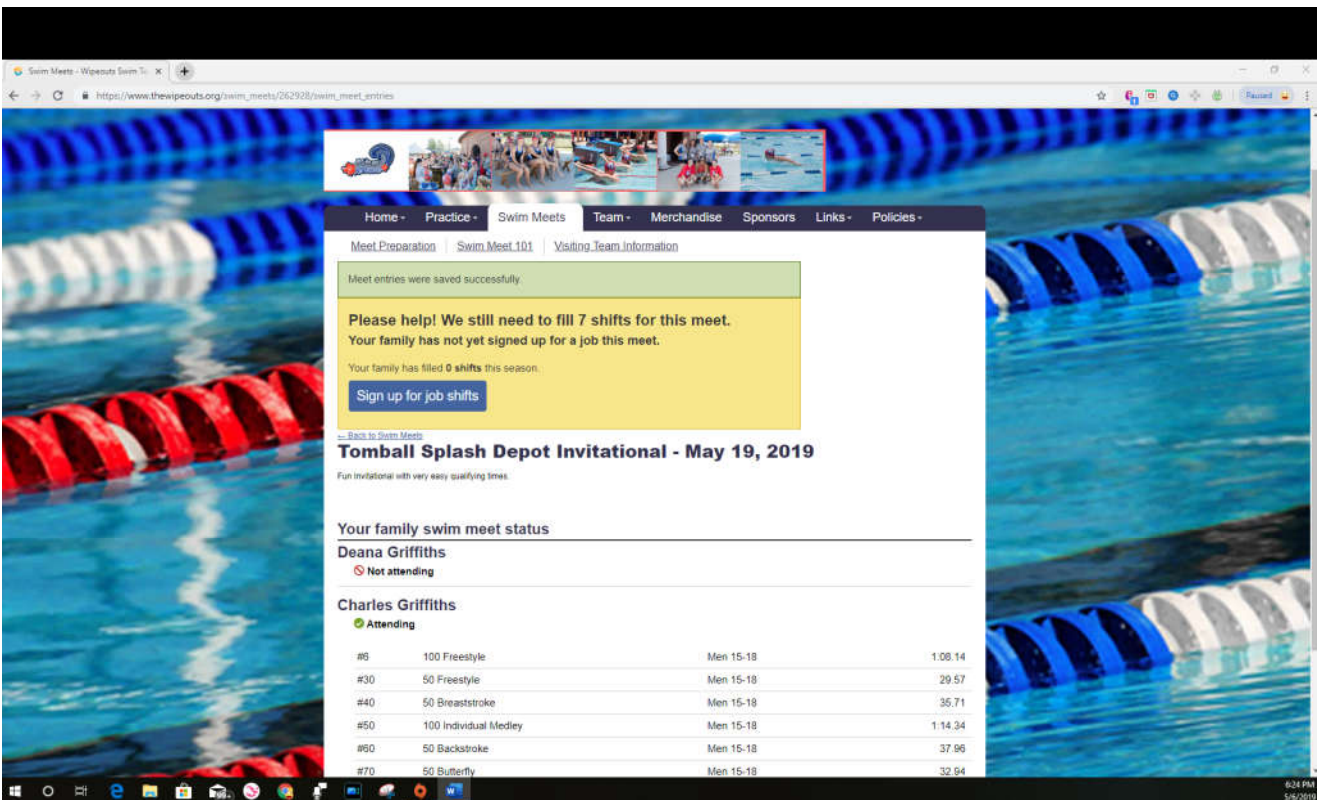 Swim Meets - Wipeouts Swim Te
https://www.thewipeouts.org/swim_meets/262928/swim_meet_entries
Paused
Home Practice Swim Meets Team Merchandise Sponsors Links Policies
Meet Preparation Swim Meet 101 Visiting Team Information
Meet entries were saved successfully.
Please help! We still need to fill 7 shifts for this meet.
Your family has not yet signed up for a job this meet.
Your family has filled 0 shifts this season.
Sign up for job shifts
← Back to Swim Meets
Tomball Splash Depot Invitational - May 19, 2019
Fun invitational with very easy qualifying times.
Your family swim meet status
Deana Griffiths
Not attending
Charles Griffiths
Attending
#6 100 Freestyle Men 15-18 1:08.14
#30 50 Freestyle Men 15-18 29.57
#40 50 Breaststroke Men 15-18 35.71
#50 100 Individual Medley Men 15-18 1:14.34
#60 50 Backstroke Men 15-18 37.96
#70 50 Butterfly Men 15-18 32.94
6:24 PM
5/6/2019